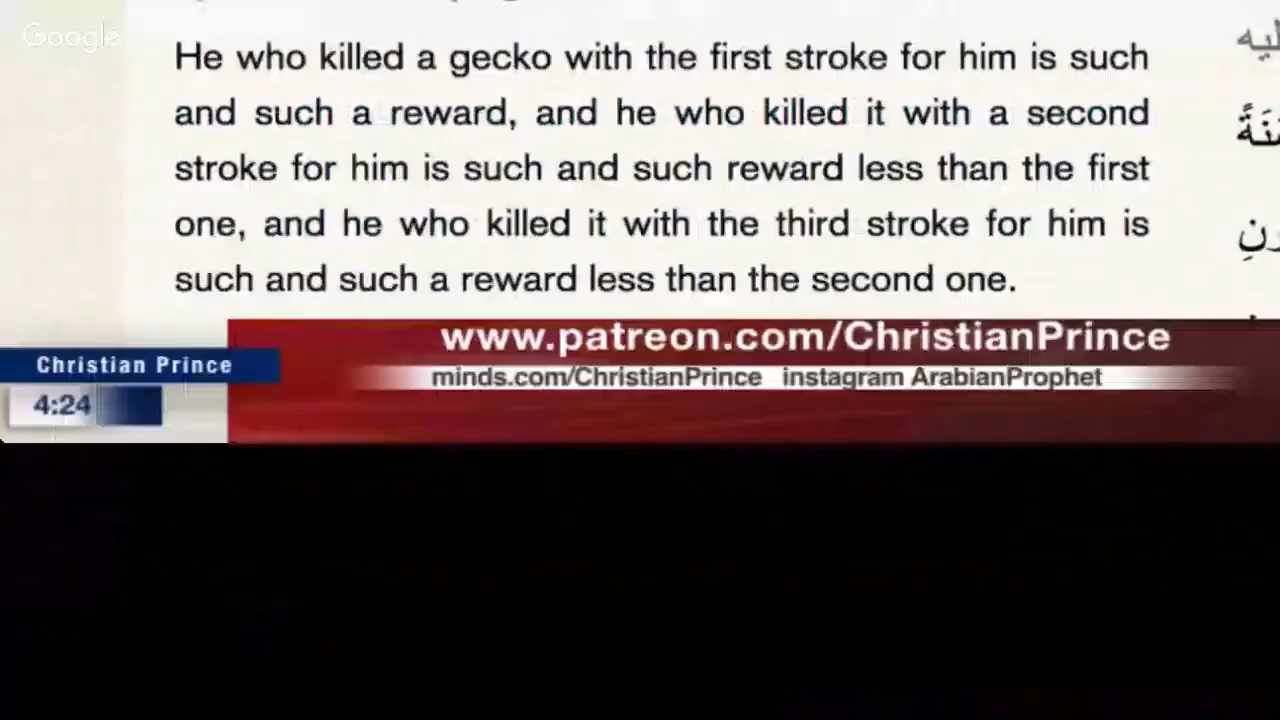 Google
He who killed a gecko with the first stroke for him is such
and such a reward, and he who killed it with a second
stroke for him is such and such reward less than the first
one, and he who killed it with the third stroke for him is
such and such a reward less than the second one.
www.patreon.com/ChristianPrince
Christian Prince
minds.com/ChristianPrince instagram ArabianProphet
4:24